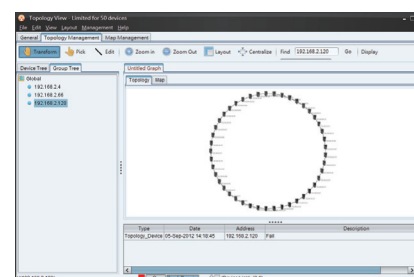 Topology View Limited for 50 devices
File Edit View Layout Management Help
General Topology Management Map Management
Transform Picking Edit Zoom in Zoom Out Layout Centralize Find 192.168.2.120 Go Display
Device Tree Group Tree
Untitled Graph
Global
Topology Map
192.168.2.4
192.168.2.66
192.168.2.120
Type Date Address Description
Topology_Device 05-Sep-2012 14:16:45 192.168.2.120 Fail